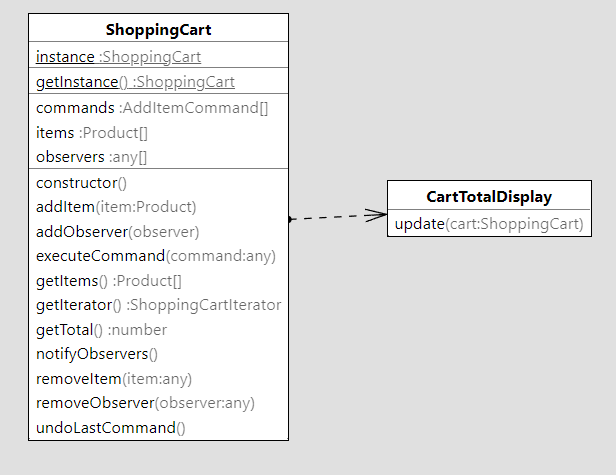 ShoppingCart
instance :ShoppingCart
getInstance() :ShoppingCart
commands :AddItemCommand[]
items :Product[]
observers :any[]
constructor()
addItem(item:Product)
addObserver(observer)
executeCommand(command:any)
getItems() :Product[]
getIterator() :ShoppingCartIterator
getTotal() :number
notifyObservers()
removeItem(item:any)
removeObserver(observer:any)
undoLastCommand()
CartTotalDisplay
update(cart:ShoppingCart)